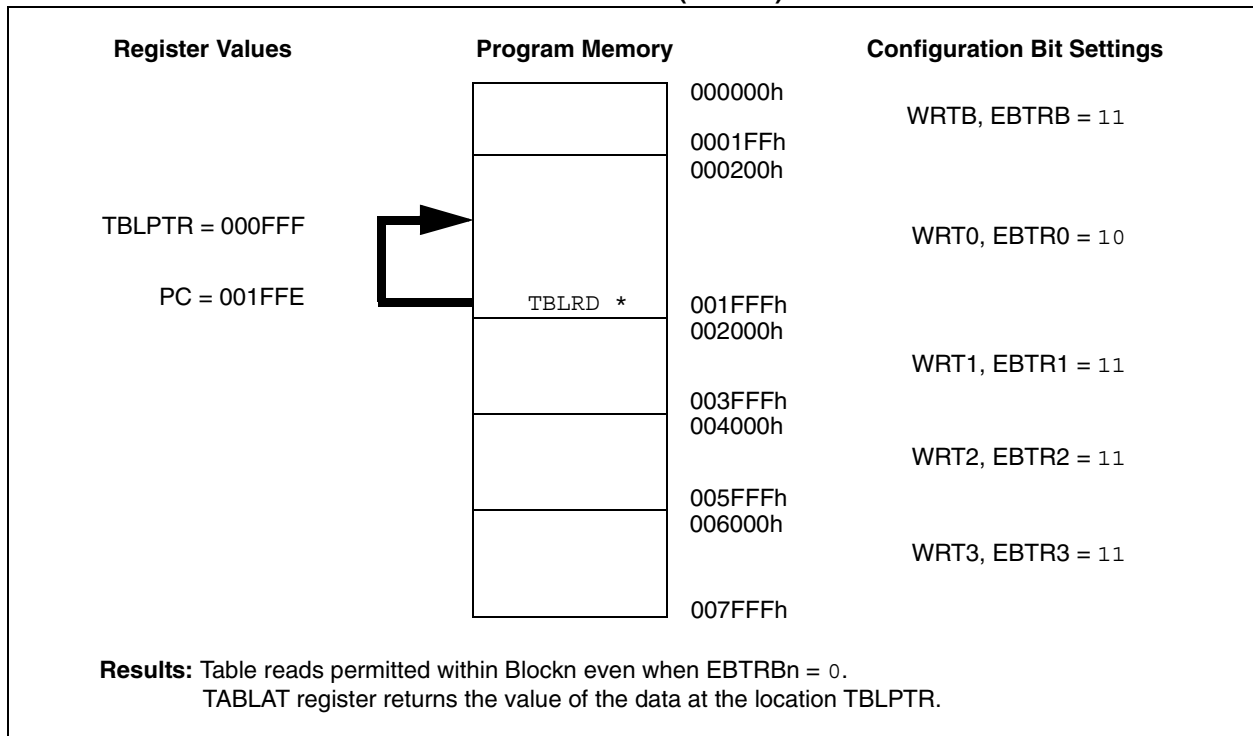 Register Values Program Memory Configuration Bit Settings
000000h
WRTB, EBTRB = 11
0001FFh
000200h
TBLPTR = 000FFF
WRT0, EBTR0 = 10
PC = 001FFE
TBLRD *
001FFFh
002000h
WRT1, EBTR1 = 11
003FFFh
004000h
WRT2, EBTR2 = 11
005FFFh
006000h
WRT3, EBTR3 = 11
007FFFh
Results: Table reads permitted within Blockn even when EBTRBn = 0.
TABLAT register returns the value of the data at the location TBLPTR.